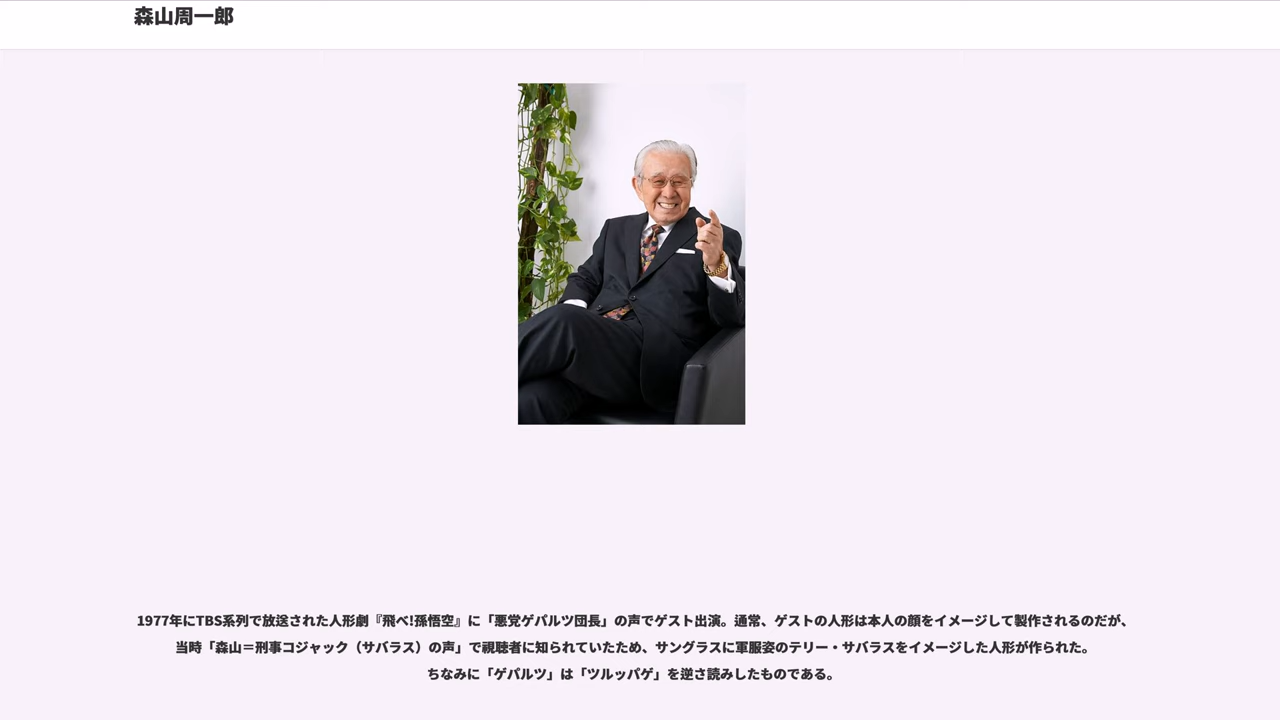 森山周一郎
1977年にTBS系列で放送された人形劇『飛べ!孫悟空』に「悪党ゲパルツ団長」の声でゲスト出演。通常、ゲストの人形は本人の顔をイメージして製作されるのだが、
当時「森山＝刑事コジャック（サバラス）の声」で視聴者に知られていたため、サングラスに軍服姿のテリー・サバラスをイメージした人形が作られた。
ちなみに「ゲパルツ」は「ツルッパゲ」を逆さ読みしたものである。